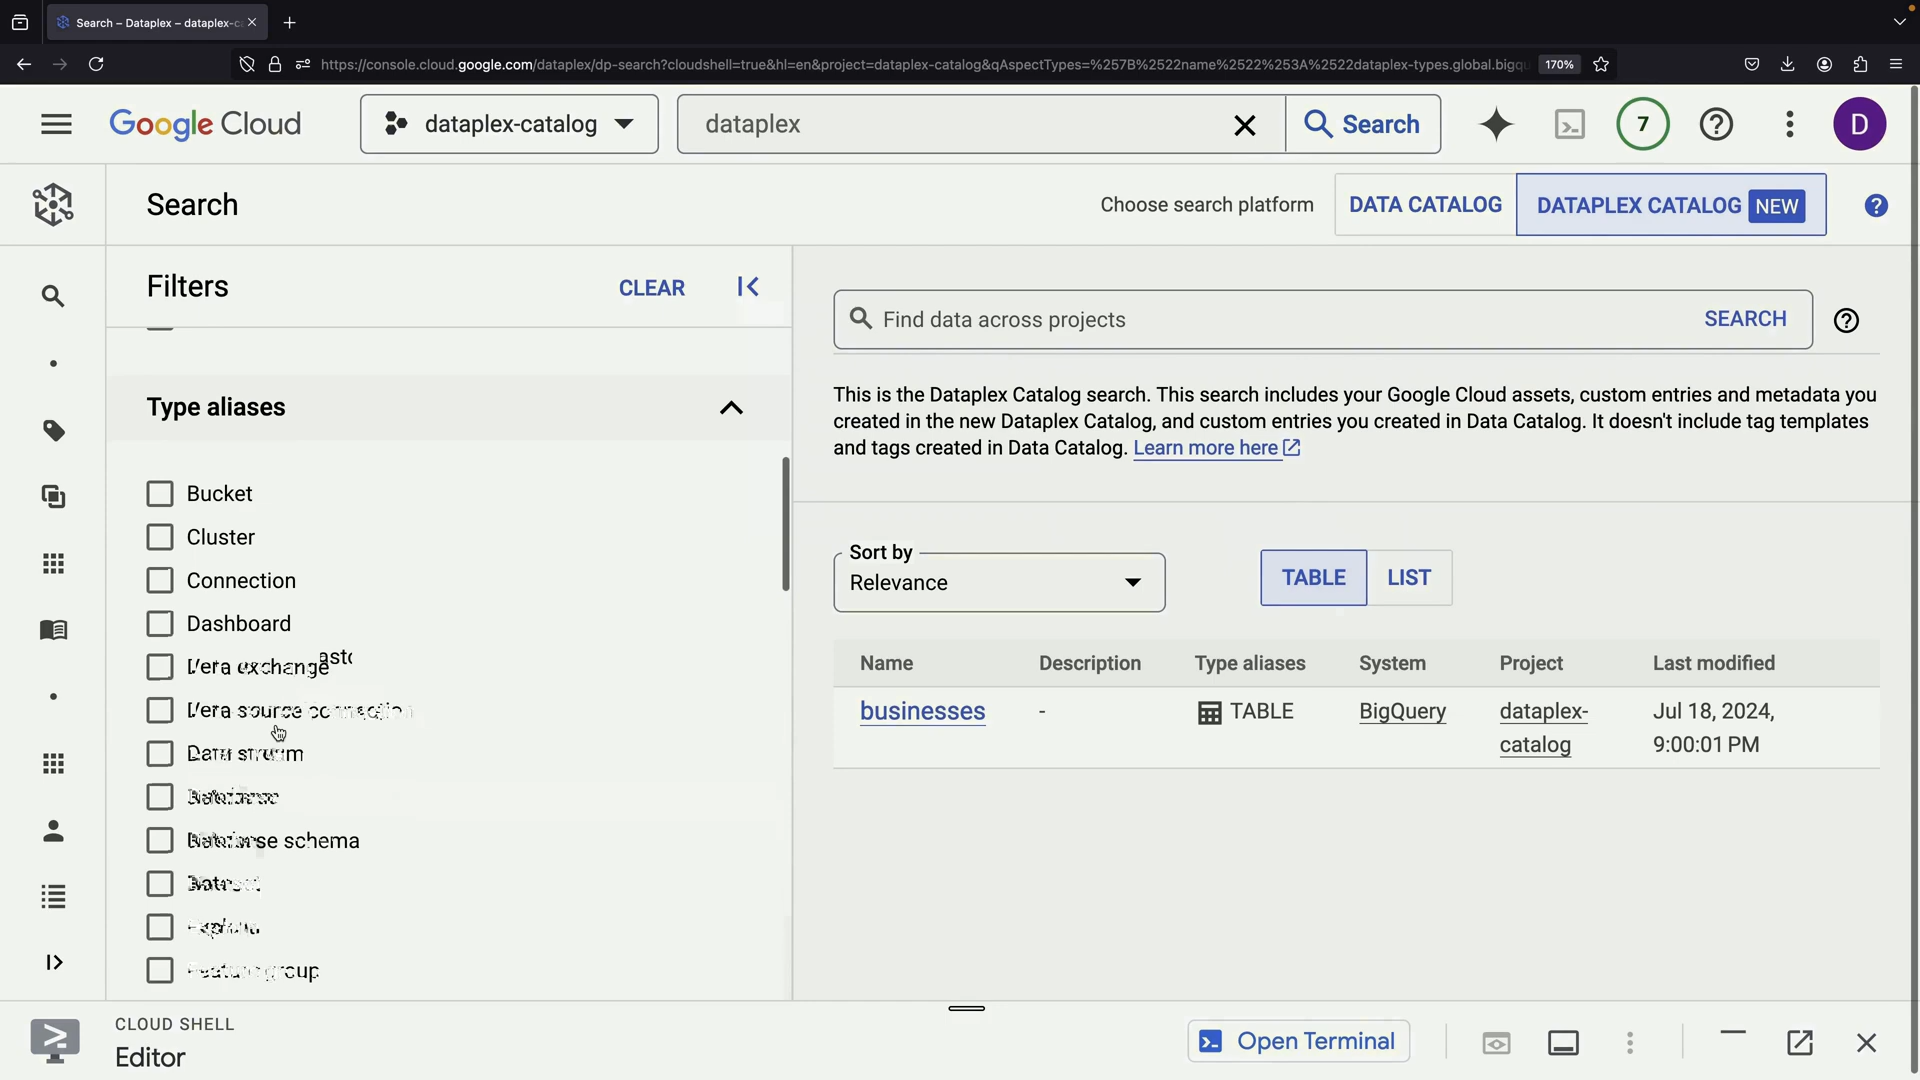 Search – Dataplex – dataplex-c
https://console.cloud.google.com/dataplex/dp-search?cloudshell=true&hl=en&project=dataplex-catalog&qAspectTypes=%257B%2522name%2522%253A%2522dataplex-types.global.bigqu
170%
Google Cloud
dataplex-catalog
dataplex
Search
7
D
Search
Choose search platform
DATA CATALOG
DATAPLEX CATALOG NEW
Filters
CLEAR
Find data across projects
SEARCH
This is the Dataplex Catalog search. This search includes your Google Cloud assets, custom entries and metadata you
created in the new Dataplex Catalog, and custom entries you created in Data Catalog. It doesn't include tag templates
and tags created in Data Catalog. Learn more here
Type aliases
Bucket
Cluster
Connection
Dashboard
exchange
source connection
schema
group
Sort by
Relevance
TABLE
LIST
Name Description Type aliases System Project Last modified
businesses - TABLE BigQuery dataplex- Jul 18, 2024,
catalog 9:00:01 PM
CLOUD SHELL
Editor
Open Terminal